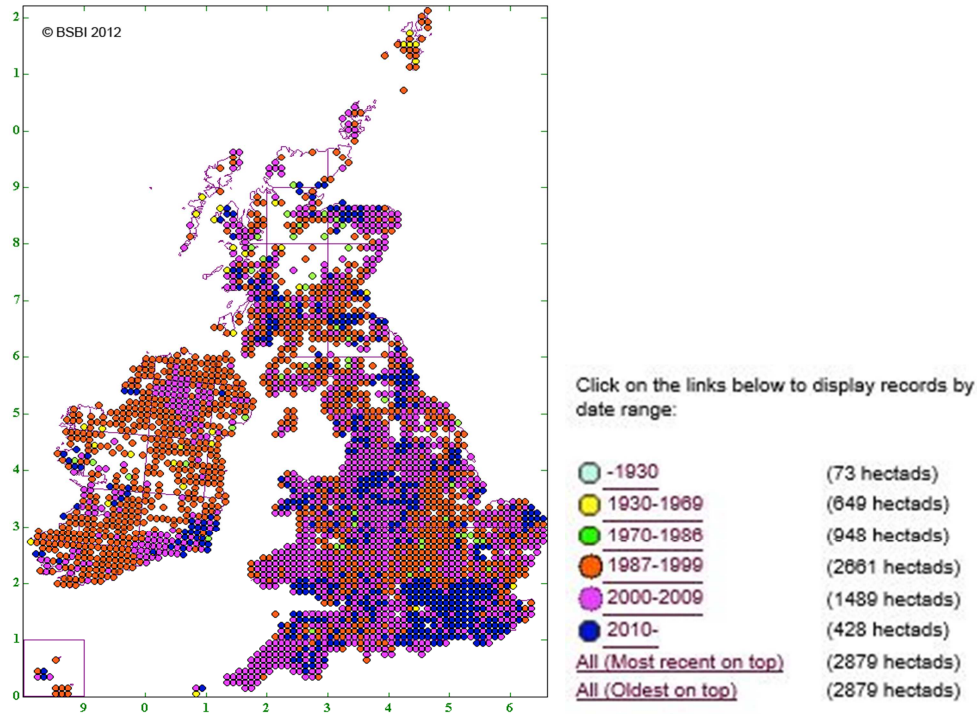 2
© BSBI 2012
1
0
9
8
7
6
5
4
3
2
1
0
9 0 1 2 3 4 5 6
Click on the links below to display records by
date range:
-1930 (73 hectads)
1930-1969 (649 hectads)
1970-1986 (948 hectads)
1987-1999 (2661 hectads)
2000-2009 (1489 hectads)
2010- (428 hectads)
All (Most recent on top) (2879 hectads)
All (Oldest on top) (2879 hectads)